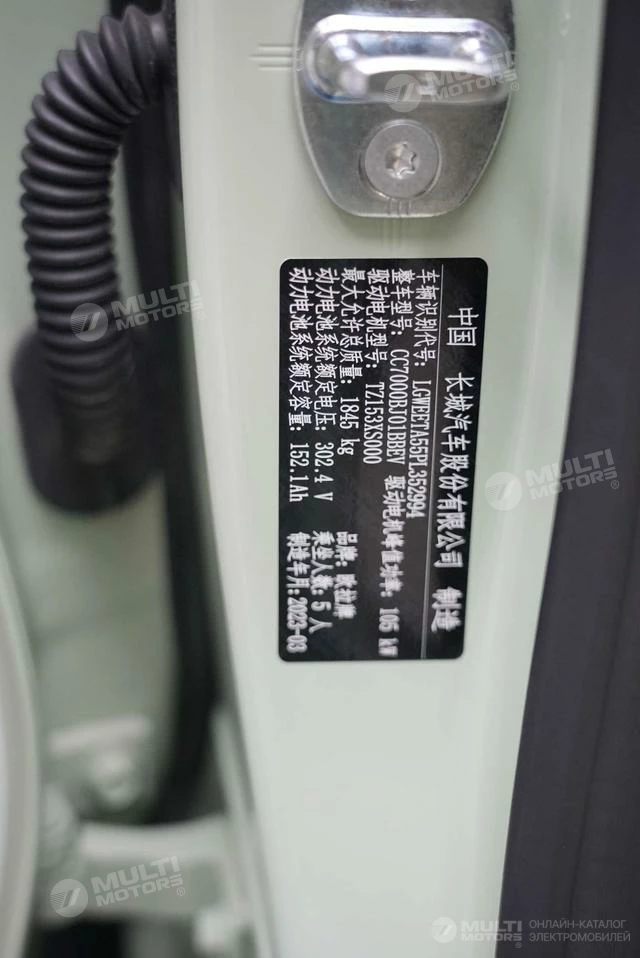 中国 长城汽车股份有限公司 制造
车辆识别代号: LGWEETA55PL352994
整车型号: CC7000BJ01BBEV
驱动电机型号: TZ153XS000 驱动电机峰值功率: 105 kW
最大允许总质量: 1845 kg 品牌: 欧拉牌
动力电池系统额定电压: 302.4 V 乘坐人数: 5 人
动力电池系统额定容量: 152.1Ah 制造年月: 2023-03
MULTI
MOTORS
MULTI
MOTORS
MULTI
MOTORS
MULTI
MOTORS
MULTI
MOTORS
ОНЛАЙН-КАТАЛОГ
ЭЛЕКТРОМОБИЛЕЙ